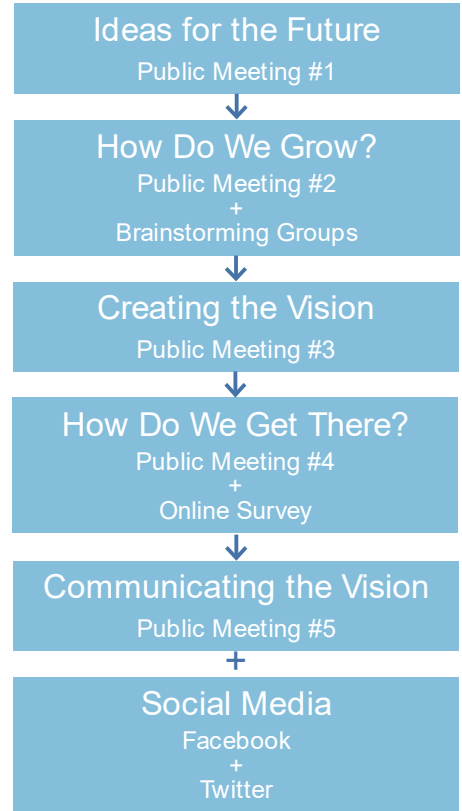 Ideas for the Future
Public Meeting #1
How Do We Grow?
Public Meeting #2
+
Brainstorming Groups
Creating the Vision
Public Meeting #3
How Do We Get There?
Public Meeting #4
+
Online Survey
Communicating the Vision
Public Meeting #5
+
Social Media
Facebook
+
Twitter